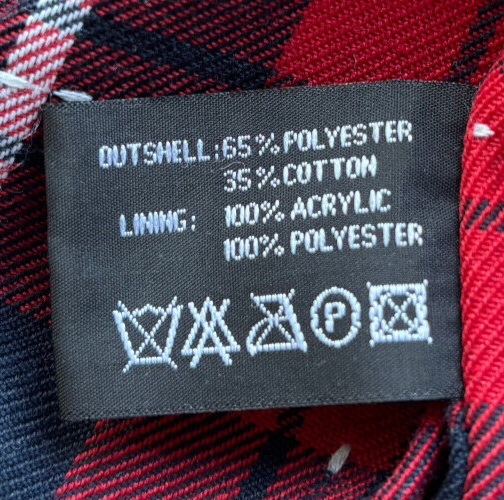 OUTSHELL:65%POLYESTER
35%COTTON
LINING: 100% ACRYLIC
100% POLYESTER
P